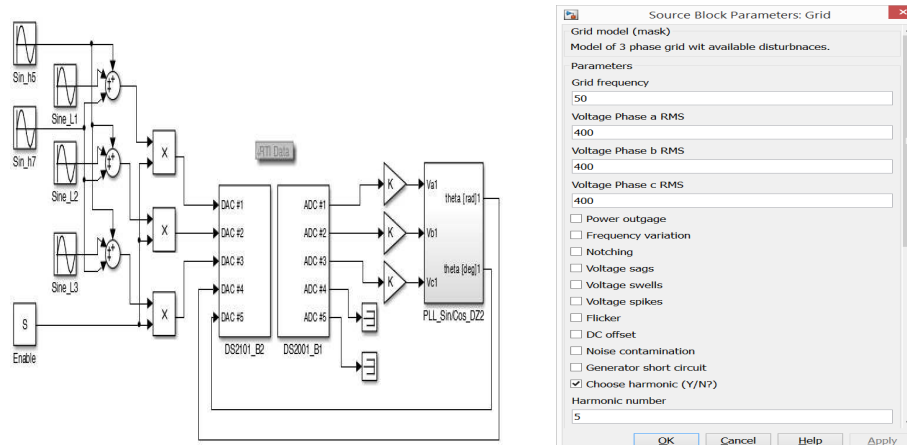 Sin_h5
Sine_L1
Sin_h7
Sine_L2
Sine_L3
S
Enable
X
X
X
RTI Data
DAC #1
DAC #2
DAC #3
DAC #4
DAC #5
DS2101_B2
ADC #1
ADC #2
ADC #3
ADC #4
ADC #5
DS2001_B1
K
K
K
Va1
Vb1
Vc1
theta [rad]1
theta [deg]1
PLL_Sin/Cos_DZ2
Source Block Parameters: Grid
Grid model (mask)
Model of 3 phase grid wit available disturbnaces.
Parameters
Grid frequency
50
Voltage Phase a RMS
400
Voltage Phase b RMS
400
Voltage Phase c RMS
400
Power outgage
Frequency variation
Notching
Voltage sags
Voltage swells
Voltage spikes
Flicker
DC offset
Noise contamination
Generator short circuit
Choose harmonic (Y/N?)
Harmonic number
5
OK
Cancel
Help
Apply